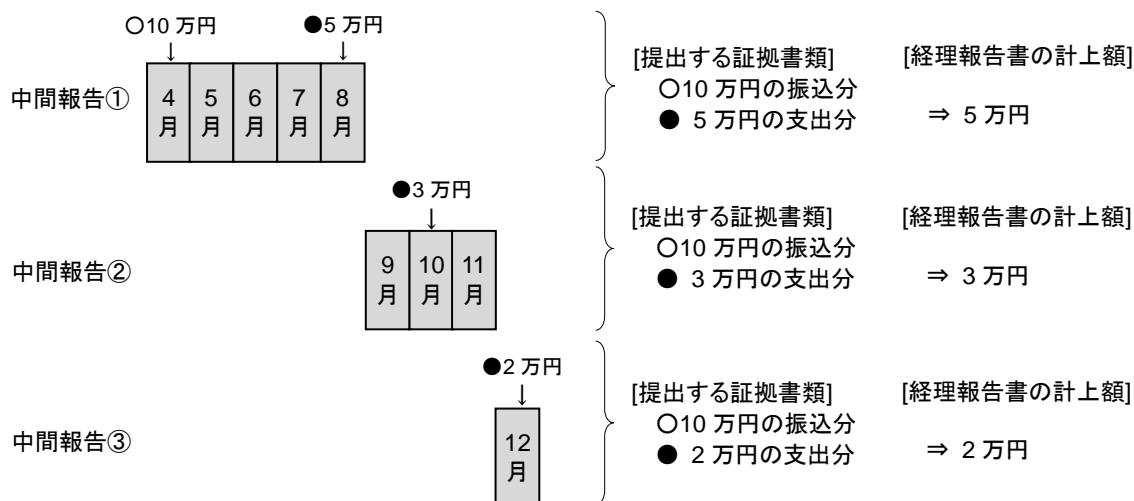 ○10 万円 ●5 万円
↓ ↓
中間報告① 4月 5月 6月 7月 8月
[提出する証拠書類] [経理報告書の計上額]
○10 万円の振込分
● 5 万円の支出分 ⇒ 5 万円
●3 万円
↓
中間報告② 9月 10月 11月
[提出する証拠書類] [経理報告書の計上額]
○10 万円の振込分
● 3 万円の支出分 ⇒ 3 万円
●2 万円
↓
中間報告③ 12月
[提出する証拠書類] [経理報告書の計上額]
○10 万円の振込分
● 2 万円の支出分 ⇒ 2 万円